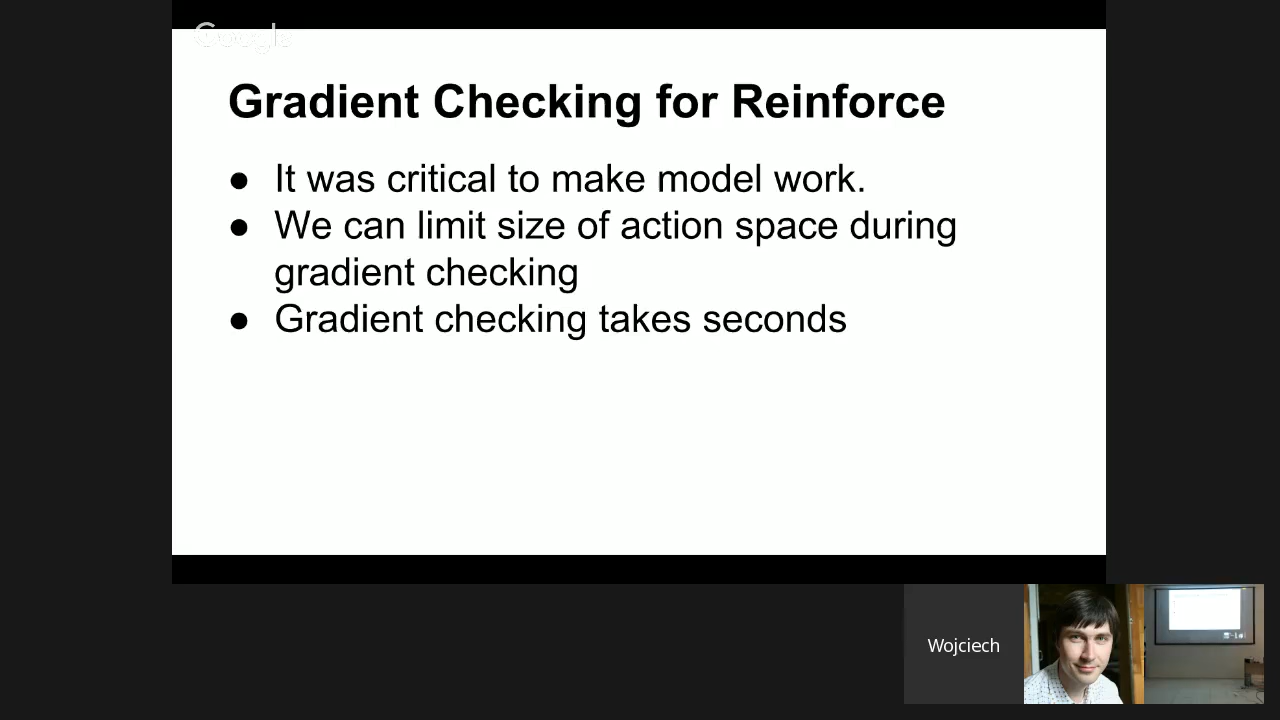 Google
Gradient Checking for Reinforce
● It was critical to make model work.
● We can limit size of action space during
gradient checking
● Gradient checking takes seconds
Wojciech